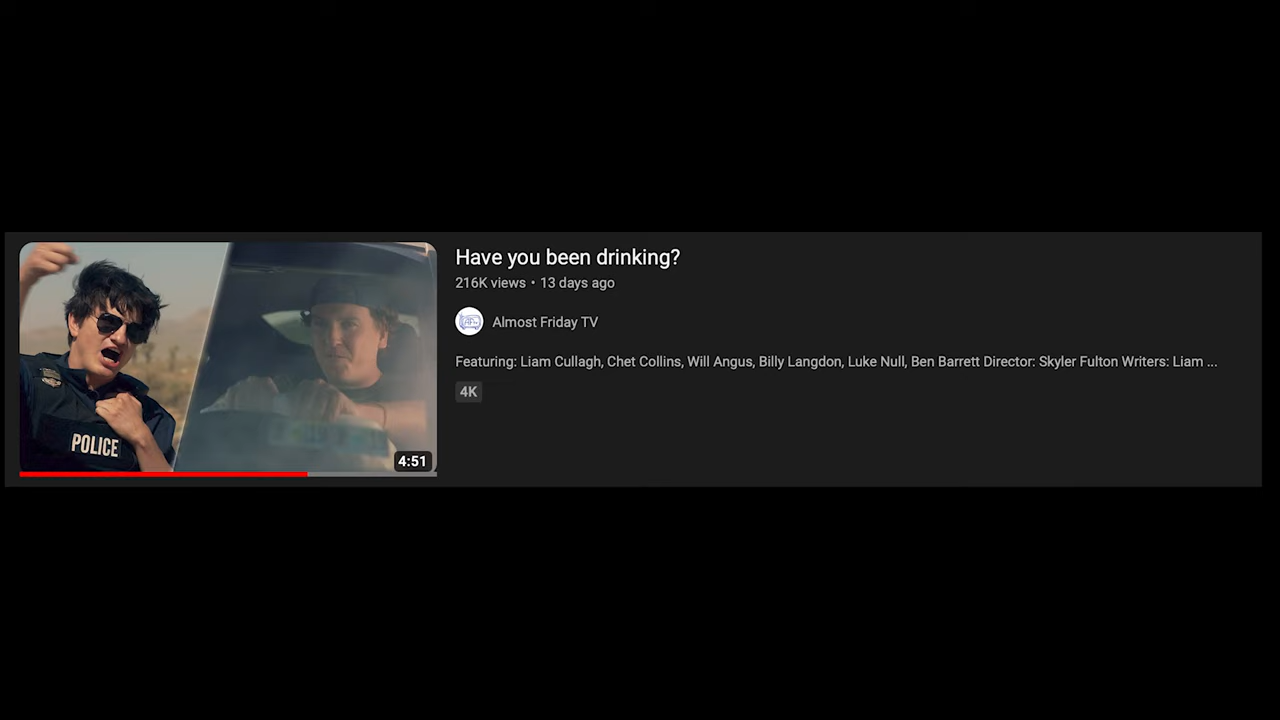 Have you been drinking?
216K views • 13 days ago
Almost Friday TV
Featuring: Liam Cullagh, Chet Collins, Will Angus, Billy Langdon, Luke Null, Ben Barrett Director: Skyler Fulton Writers: Liam ...
4K
POLICE
4:51